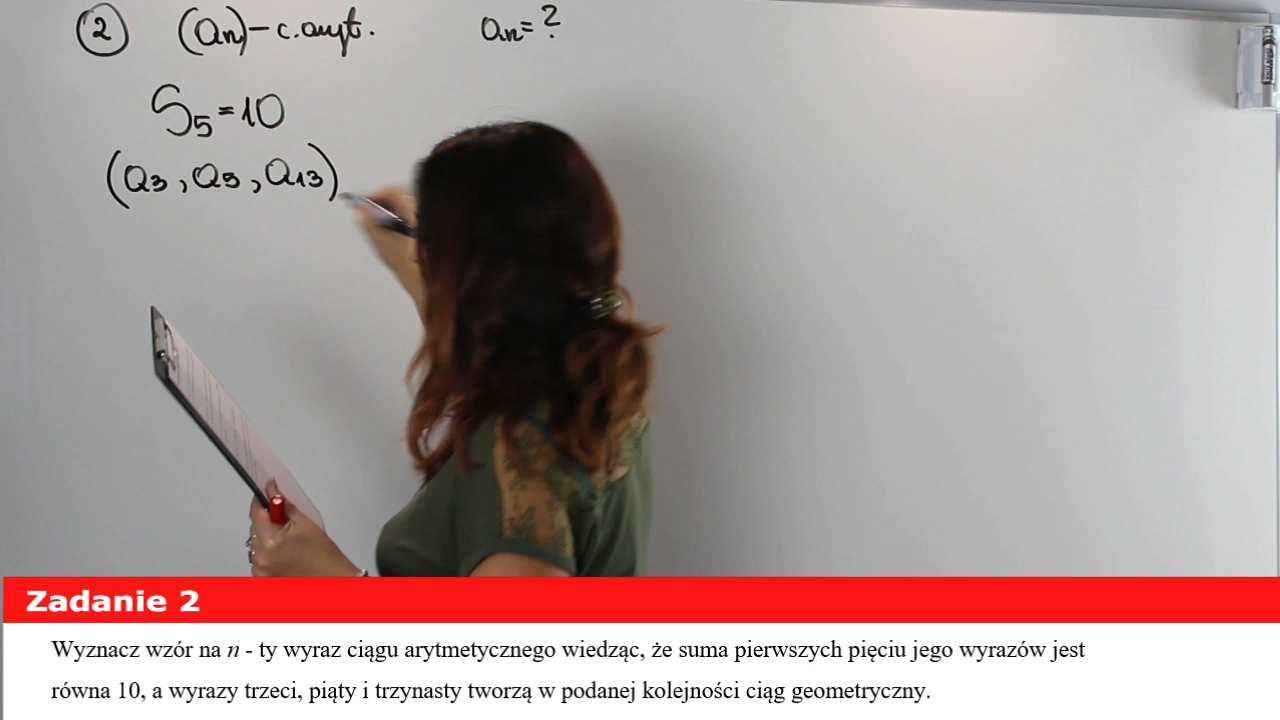 ② (an) - c. aryt. an = ?
S5 = 10
(a3, a5, a13)
Zadanie 2
Wyznacz wzór na n - ty wyraz ciągu arytmetycznego wiedząc, że suma pierwszych pięciu jego wyrazów jest
równa 10, a wyrazy trzeci, piąty i trzynasty tworzą w podanej kolejności ciąg geometryczny.